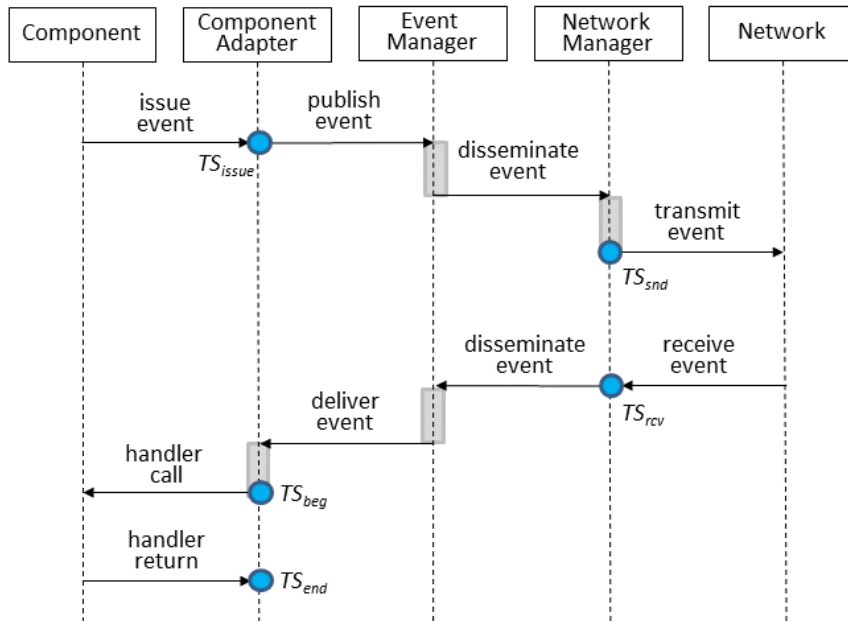 Component
Component
Adapter
Event
Manager
Network
Manager
Network
issue
event
publish
event
TSissue
disseminate
event
transmit
event
TSsnd
disseminate
event
receive
event
deliver
event
TSrcv
handler
call
TSbeg
handler
return
TSend